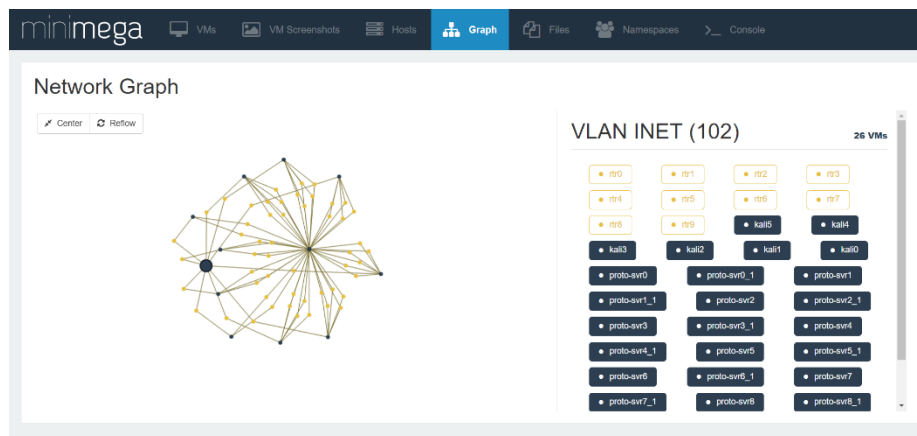 minimega VMs VM Screenshots Hosts Graph Files Namespaces >_ Console
Network Graph
Center Reflow
VLAN INET (102) 26 VMs
rtr0 rtr1 rtr2 rtr3
rtr4 rtr5 rtr6 rtr7
rtr8 rtr9 kali5 kali4
kali3 kali2 kali1 kali0
proto-svr0 proto-svr0_1 proto-svr1
proto-svr1_1 proto-svr2 proto-svr2_1
proto-svr3 proto-svr3_1 proto-svr4
proto-svr4_1 proto-svr5 proto-svr5_1
proto-svr6 proto-svr6_1 proto-svr7
proto-svr7_1 proto-svr8 proto-svr8_1